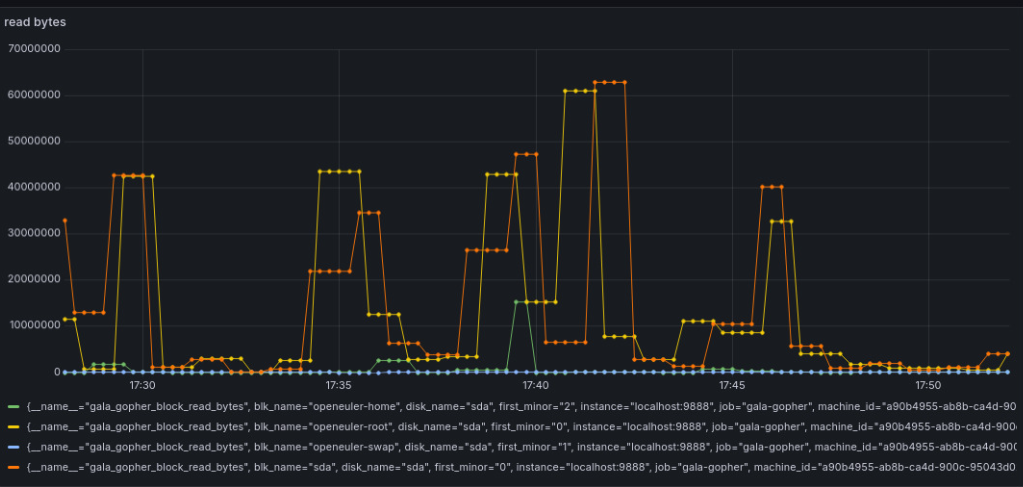 read bytes
70000000
60000000
50000000
40000000
30000000
20000000
10000000
0
17:30 17:35 17:40 17:45 17:50
{__name__="gala_gopher_block_read_bytes", blk_name="openeuler-home", disk_name="sda", first_minor="2", instance="localhost:9888", job="gala-gopher", machine_id="a90b4955-ab8b-ca4d-90
{__name__="gala_gopher_block_read_bytes", blk_name="openeuler-root", disk_name="sda", first_minor="0", instance="localhost:9888", job="gala-gopher", machine_id="a90b4955-ab8b-ca4d-900
{__name__="gala_gopher_block_read_bytes", blk_name="openeuler-swap", disk_name="sda", first_minor="1", instance="localhost:9888", job="gala-gopher", machine_id="a90b4955-ab8b-ca4d-900
{__name__="gala_gopher_block_read_bytes", blk_name="sda", disk_name="sda", first_minor="0", instance="localhost:9888", job="gala-gopher", machine_id="a90b4955-ab8b-ca4d-900c-95043d0